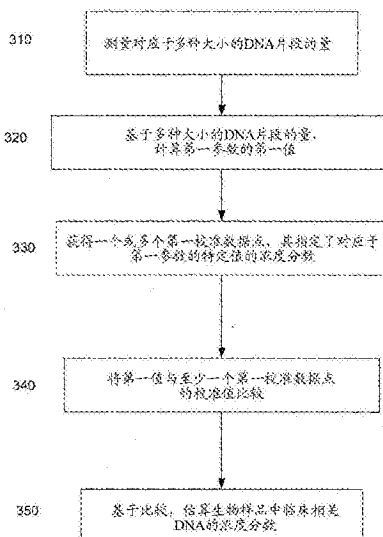 310
测量对应于多种大小的DNA片段的量
320
基于多种大小的DNA片段的量,
计算第一参数的第一值
330
获得一个或多个第一校准数据点、其指定了对应于
第一参数的特定值的浓度分数
340
将第一值与至少一个第一校准数据点
的校准值比较
350
基于比较, 估算生物样品中临床相关
DNA的浓度分数